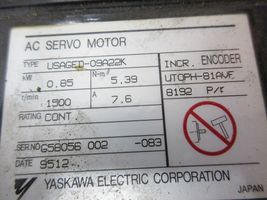 AC SERVO MOTOR
TYPE USAGED-09A22K INCR. ENCODER
kW 0.85 N·m 5.39 UTOPH-81AVF
r/min 1500 A 7.6 8192 P/R
RATING CONT.
SER NO G58056 002 -083
DATE 9512
YASKAWA ELECTRIC CORPORATION
JAPAN